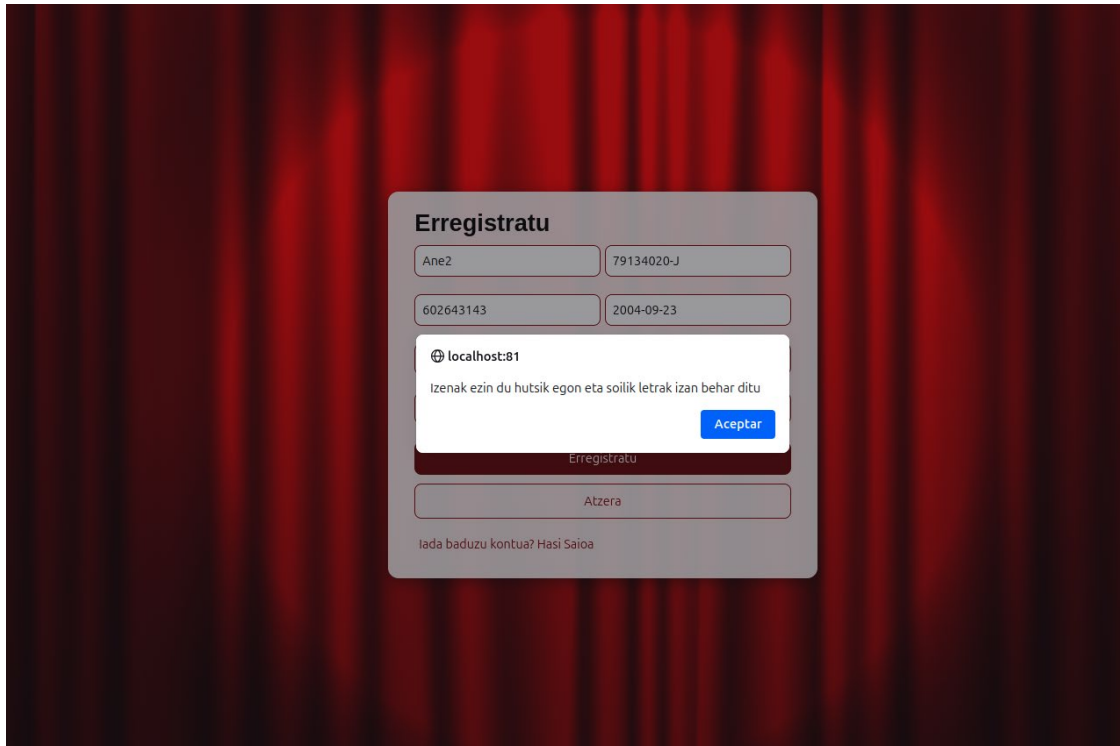 Erregistratu
Ane2 79134020-J
602643143 2004-09-23
localhost:81
Izenak ezin du hutsik egon eta soilik letrak izan behar ditu
Aceptar
Erregistratu
Atzera
Iada baduzu kontua? Hasi Saioa